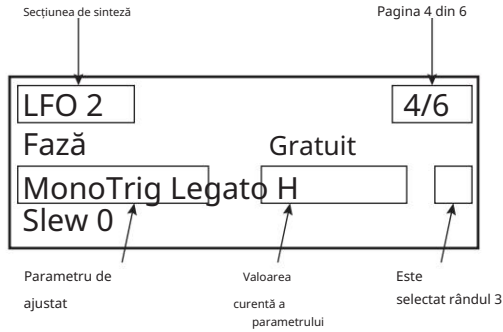 Secțiunea de sinteză
Pagina 4 din 6
LFO 2
4/6
Fază
Gratuit
MonoTrig Legato H
Slew 0
Parametru de
ajustat
Valoarea
curentă a
parametrului
Este
selectat rândul 3